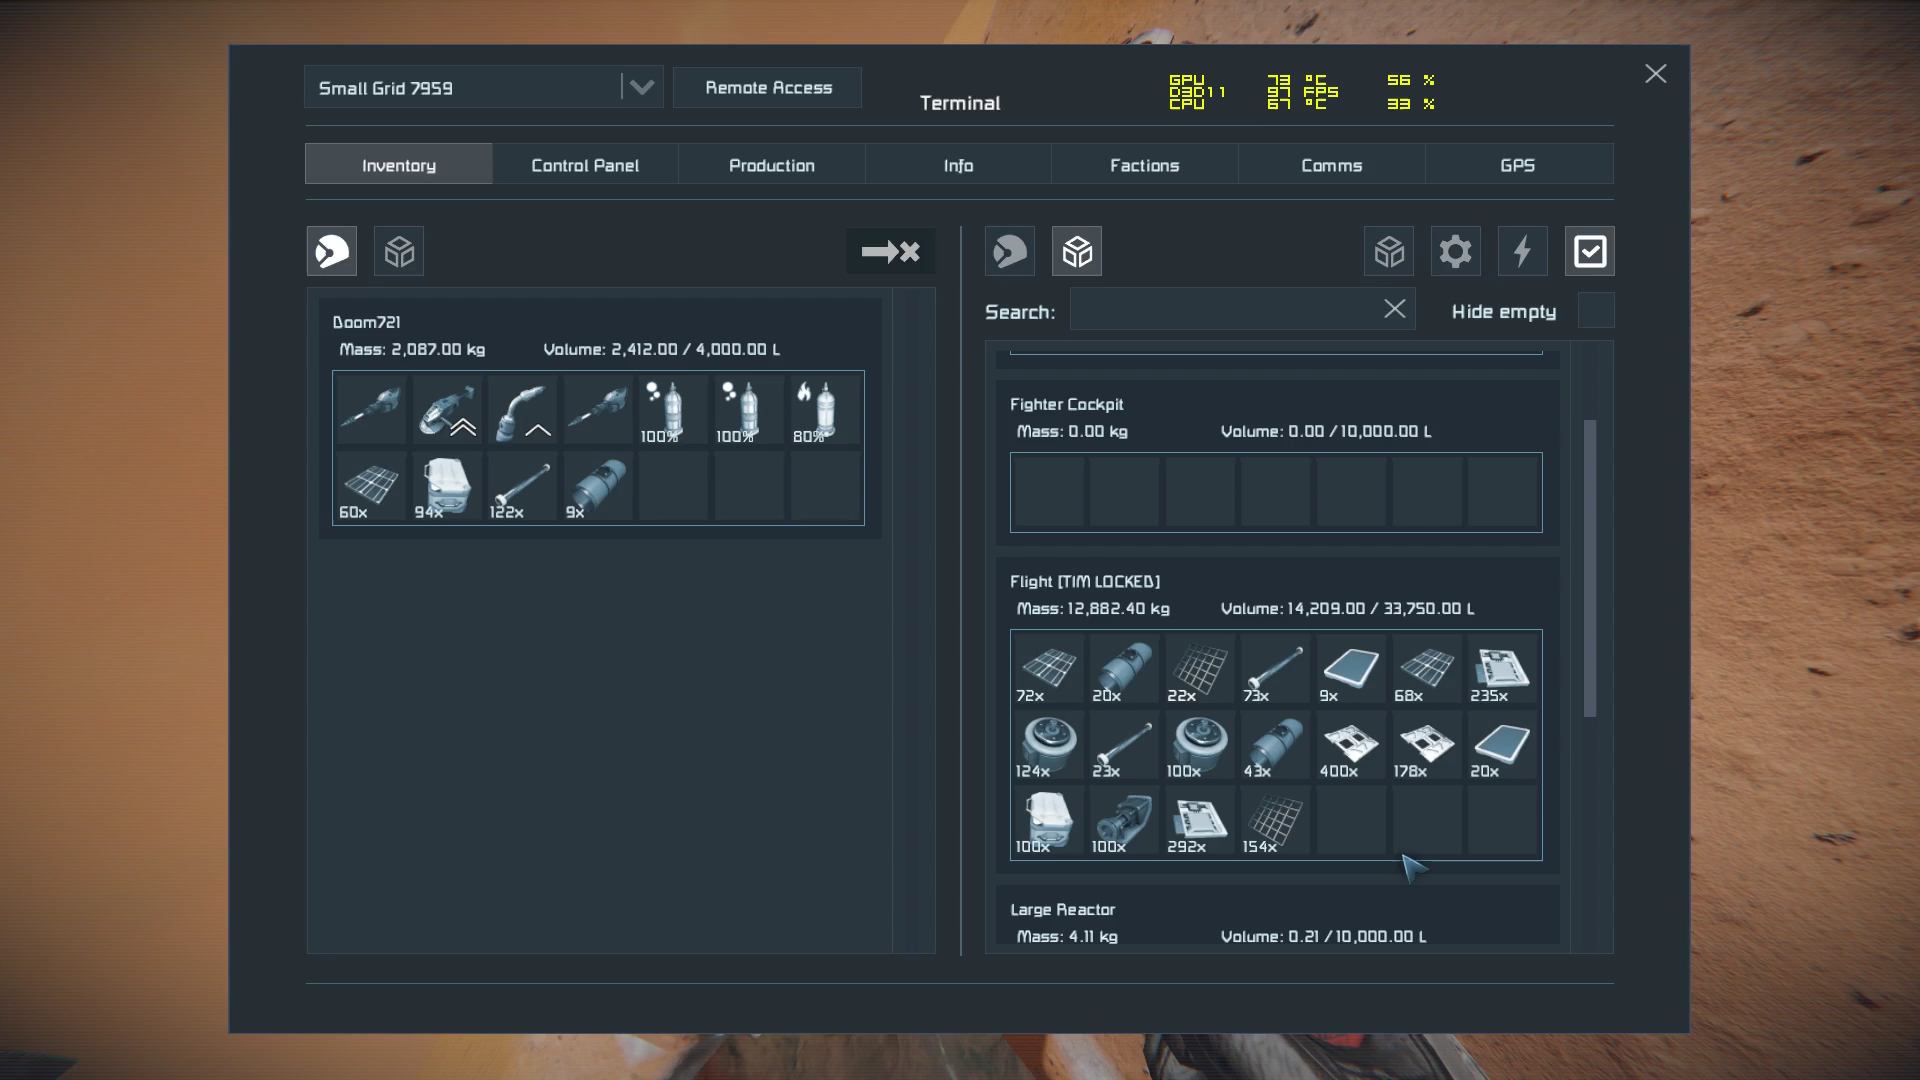 Small Grid 7959
Remote Access
Terminal
GPU 73 °C 56 %
D3D11 97 FPS
CPU 67 °C 33 %
Inventory
Control Panel
Production
Info
Factions
Comms
GPS
Doom721
Mass: 2,087.00 kg Volume: 2,412.00 / 4,000.00 L
100% 100% 80%
60x 94x 122x 9x
Search:
Hide empty
Fighter Cockpit
Mass: 0.00 kg Volume: 0.00 / 10,000.00 L
Flight [TIM LOCKED]
Mass: 12,882.40 kg Volume: 14,209.00 / 33,750.00 L
72x 20x 22x 73x 9x 68x 235x
124x 23x 100x 43x 400x 178x 20x
100x 100x 292x 154x
Large Reactor
Mass: 4.11 kg Volume: 0.21 / 10,000.00 L